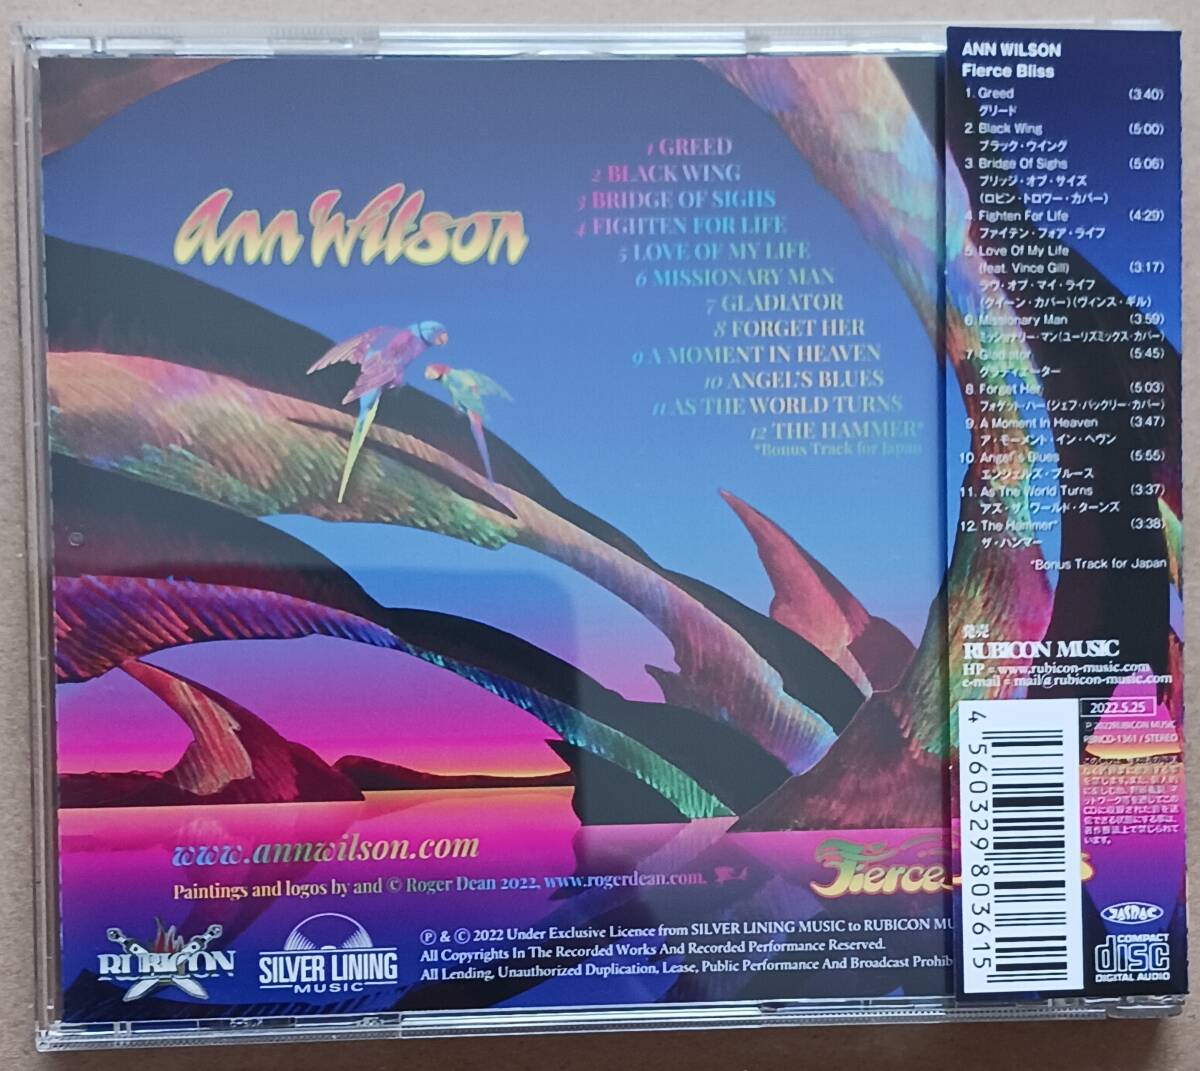 ann Wilson
1 GREED
2 BLACK WING
3 BRIDGE OF SIGHS
4 FIGHTEN FOR LIFE
5 LOVE OF MY LIFE
6 MISSIONARY MAN
7 GLADIATOR
8 FORGET HER
9 A MOMENT IN HEAVEN
10 ANGEL'S BLUES
11 AS THE WORLD TURNS
12 THE HAMMER*
*Bonus Track for Japan
www.annwilson.com
Paintings and logos by and © Roger Dean 2022, www.rogerdean.com.
Fierce
RUBICON
SILVER LINING
MUSIC
℗ & © 2022 Under Exclusive Licence from SILVER LINING MUSIC to RUBICON MU
All Copyrights In The Recorded Works And Recorded Performance Reserved.
All Lending, Unauthorized Duplication, Lease, Public Performance And Broadcast Prohib
ANN WILSON
Fierce Bliss
1. Greed (3:40)
グリード
2. Black Wing (5:00)
ブラック・ウイング
3. Bridge Of Sighs (5:06)
ブリッジ・オブ・サイズ
(ロビン・トロワー・カバー)
4. Fighten For Life (4:29)
ファイテン・フォア・ライフ
5. Love Of My Life
(feat. Vince Gill) (3:17)
ラヴ・オブ・マイ・ライフ
(クイーン・カバー)(ヴィンス・ギル)
6. Missionary Man (3:59)
ミッショナリー・マン(ユーリズミックス・カバー)
7. Gladiator (5:45)
グラディエーター
8. Forget Her (5:03)
フォゲット・ハー(ジェフ・バックリー・カバー)
9. A Moment In Heaven (3:47)
ア・モーメント・イン・ヘヴン
10. Angel's Blues (5:55)
エンジェルズ・ブルース
11. As The World Turns (3:37)
アズ・ザ・ワールド・ターンズ
12. The Hammer* (3:38)
ザ・ハンマー
*Bonus Track for Japan
発売
RUBICON MUSIC
HP = www.rubicon-music.com
e-mail = mail@rubicon-music.com
2022.5.25
P 2022RUBICON MUSIC
RBNCD-1361 / STEREO
4 560329 803615
JASRAC
COMPACT
disc
DIGITAL AUDIO